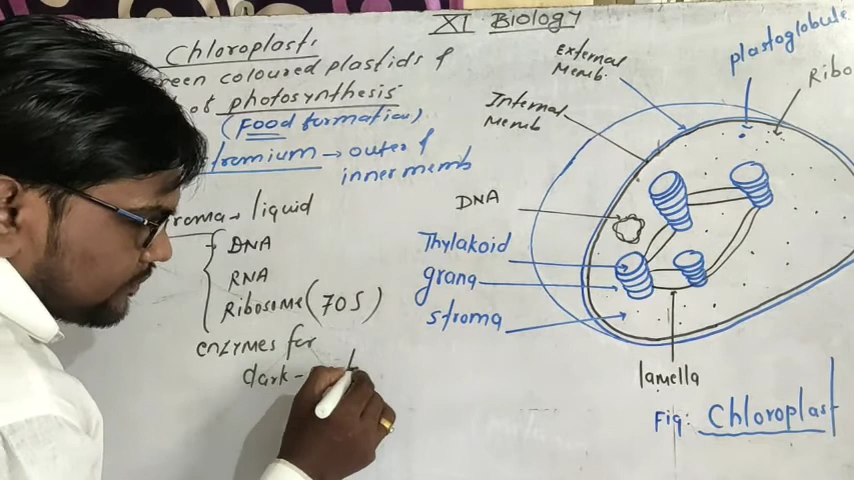 XI Biology
Chloroplast.
een coloured plastids &
of photosynthesis
(Food formation)
tromium → outer &
inner memb
roma → liquid
DNA
RNA
Ribosome (70S)
enzymes for
dark -
External
Memb.
Internal
Memb
plastoglobule
Ribo
DNA
Thylakoid
grana
stroma
lamella
Fig: Chloroplast